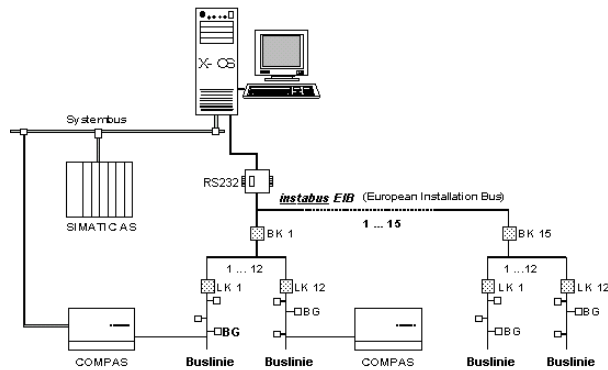 X- OS
Systembus
RS232
instabus EIB (European Installation Bus)
SIMATIC AS
1 ... 15
BK 1
BK 15
1 ... 12
1 ...12
LK 1
LK 12
LK 1
LK 12
BG
BG
BG
BG
COMPAS
Buslinie
Buslinie
COMPAS
Buslinie
Buslinie